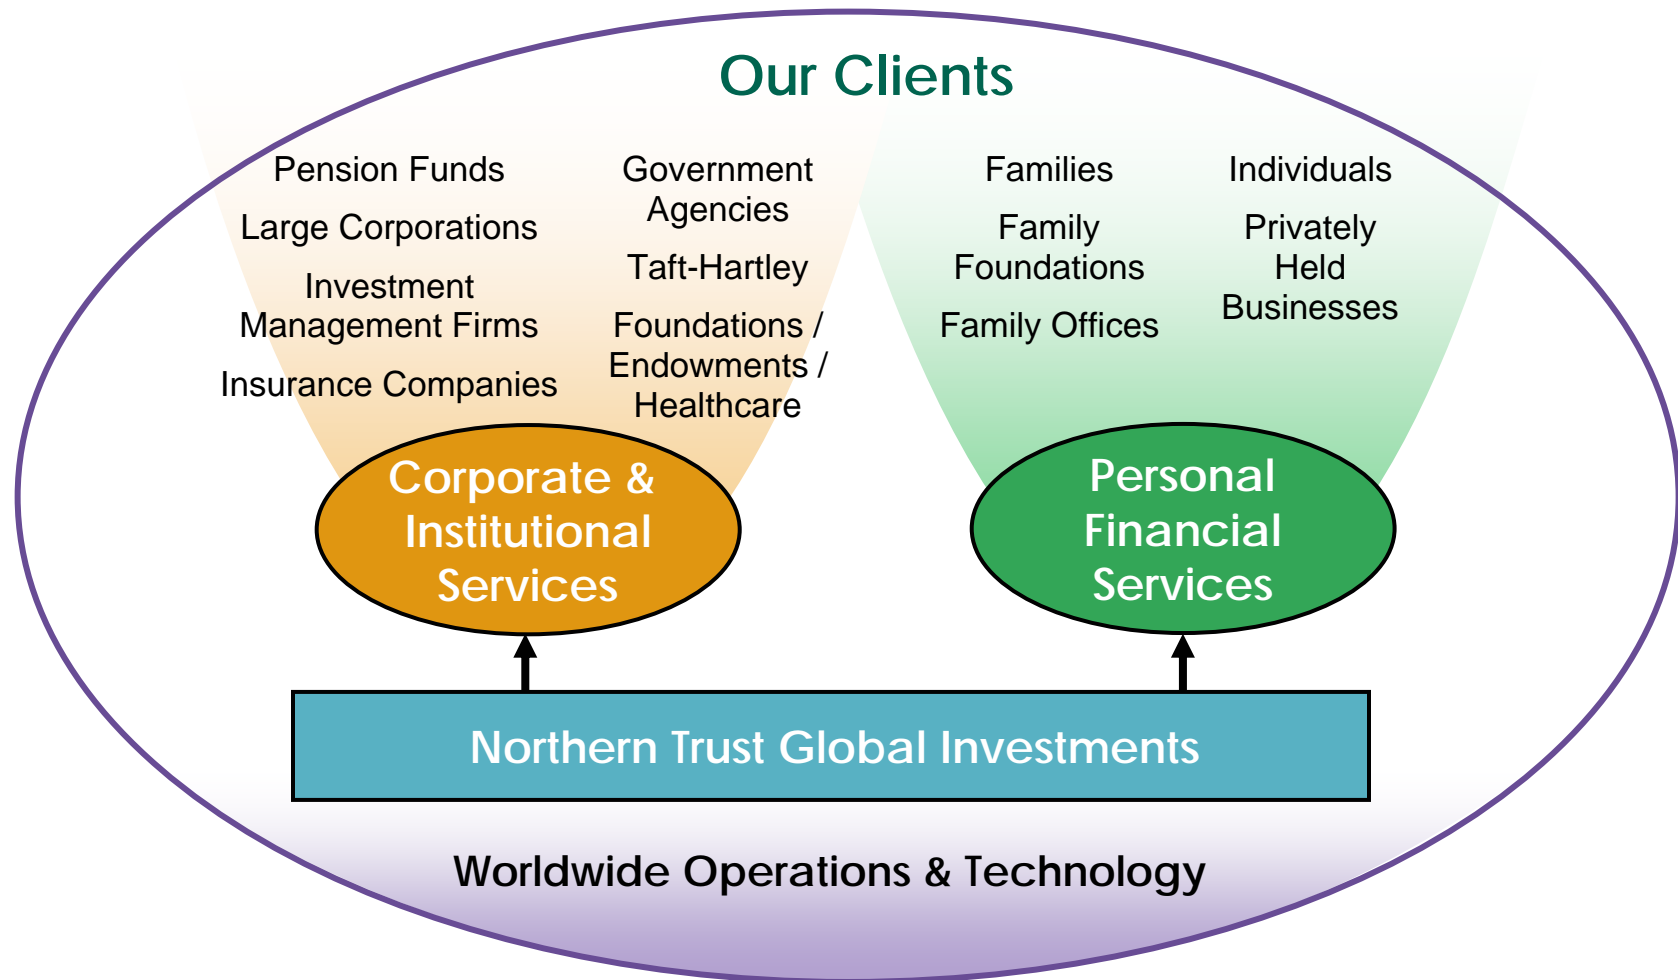 Our Clients
Pension Funds
Large Corporations
Investment
Management Firms
Insurance Companies
Government
Agencies
Taft-Hartley
Foundations /
Endowments /
Healthcare
Families
Family
Foundations
Family Offices
Individuals
Privately
Held
Businesses
Corporate &
Institutional
Services
Personal
Financial
Services
Northern Trust Global Investments
Worldwide Operations & Technology